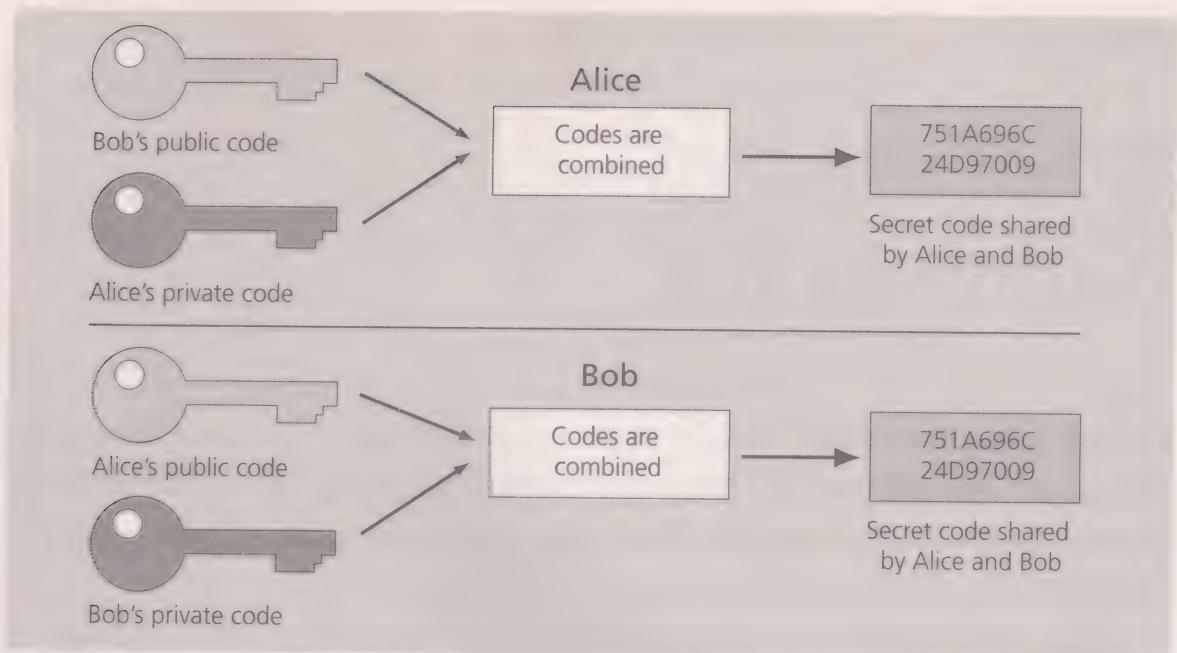 Alice
Bob's public code
Codes are
combined
751A696C
24D97009
Alice's private code
Secret code shared
by Alice and Bob
Bob
Alice's public code
Codes are
combined
751A696C
24D97009
Bob's private code
Secret code shared
by Alice and Bob